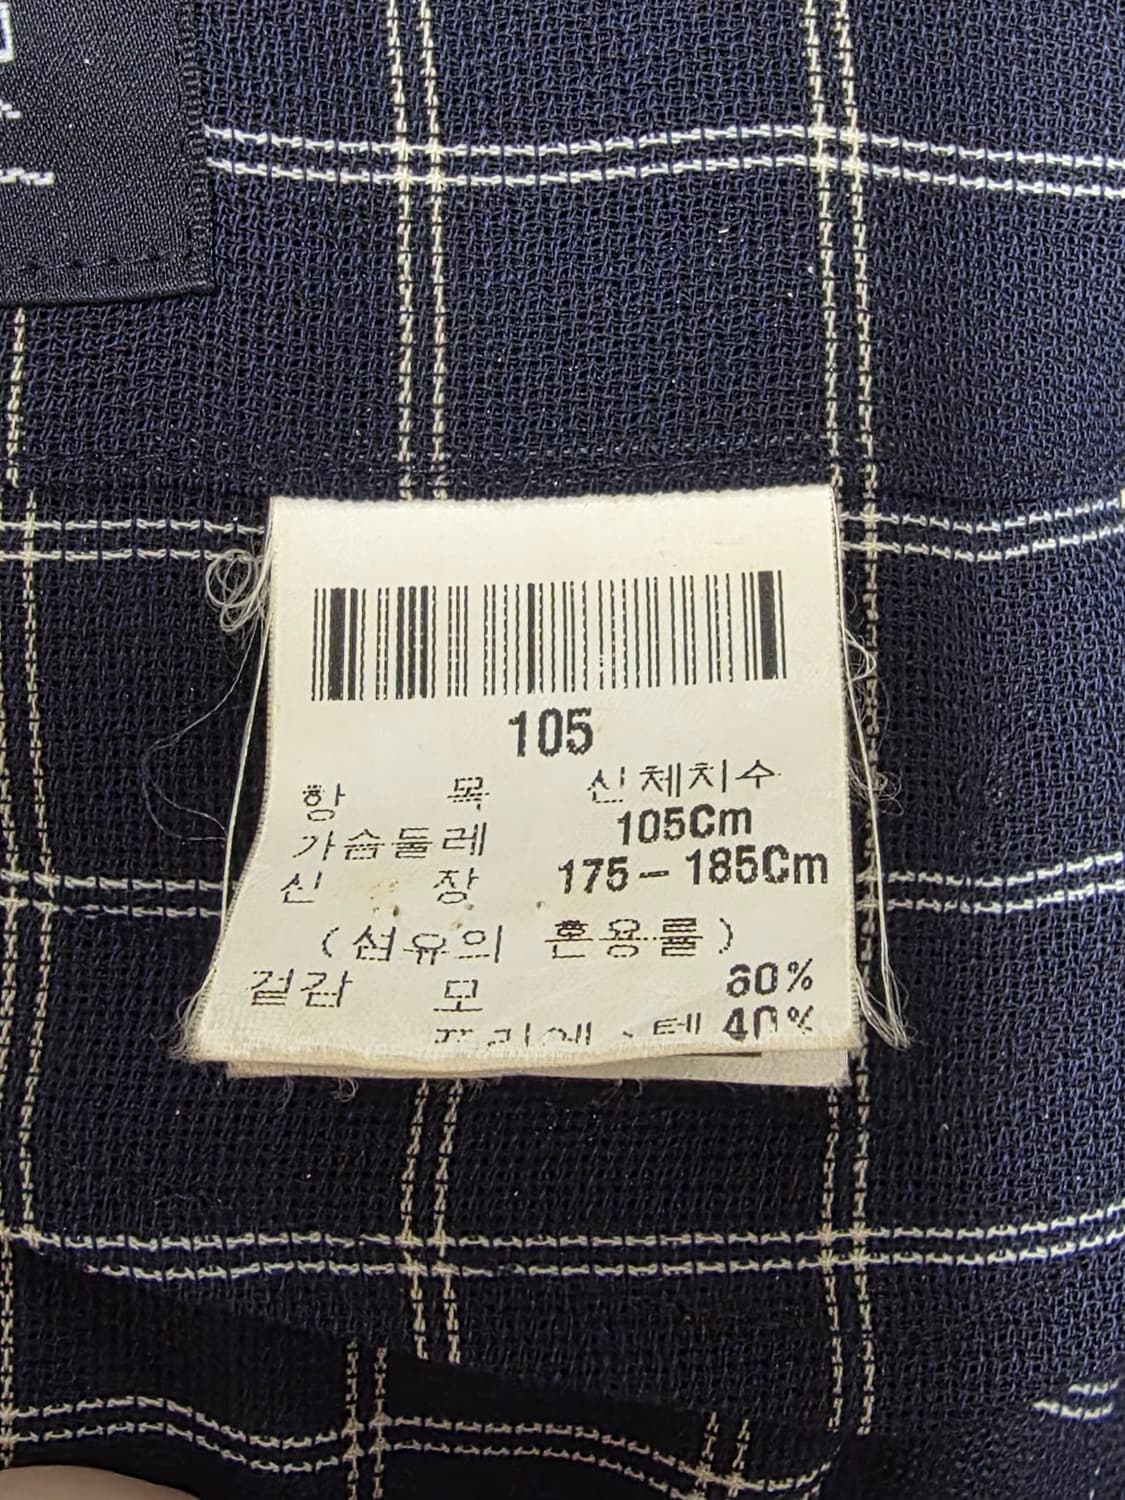 105
항 목 신체치수
가슴둘레 105Cm
신 장 175-185Cm
(섬유의 혼용률)
겉감 모 60%
40%